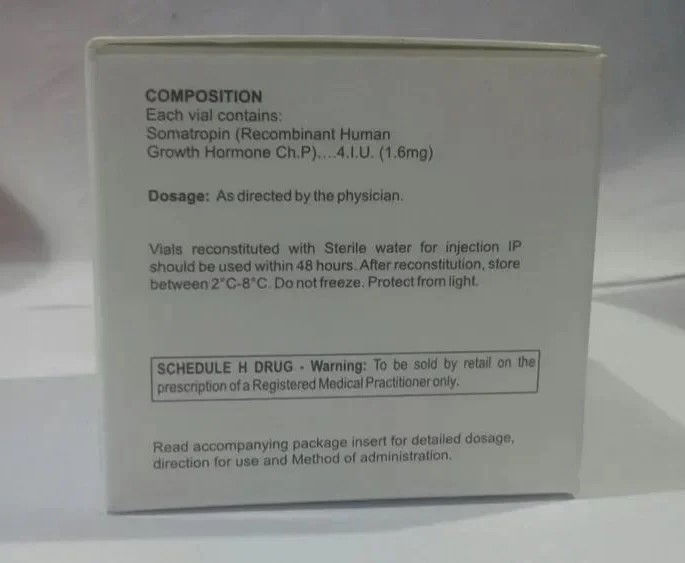 COMPOSITION
Each vial contains:
Somatropin (Recombinant Human
Growth Hormone Ch.P)....4.I.U. (1.6mg)
Dosage: As directed by the physician.
Vials reconstituted with Sterile water for injection IP
should be used within 48 hours. After reconstitution, store
between 2°C-8°C. Do not freeze. Protect from light.
SCHEDULE H DRUG - Warning: To be sold by retail on the
prescription of a Registered Medical Practitioner only.
Read accompanying package insert for detailed dosage,
direction for use and Method of administration.